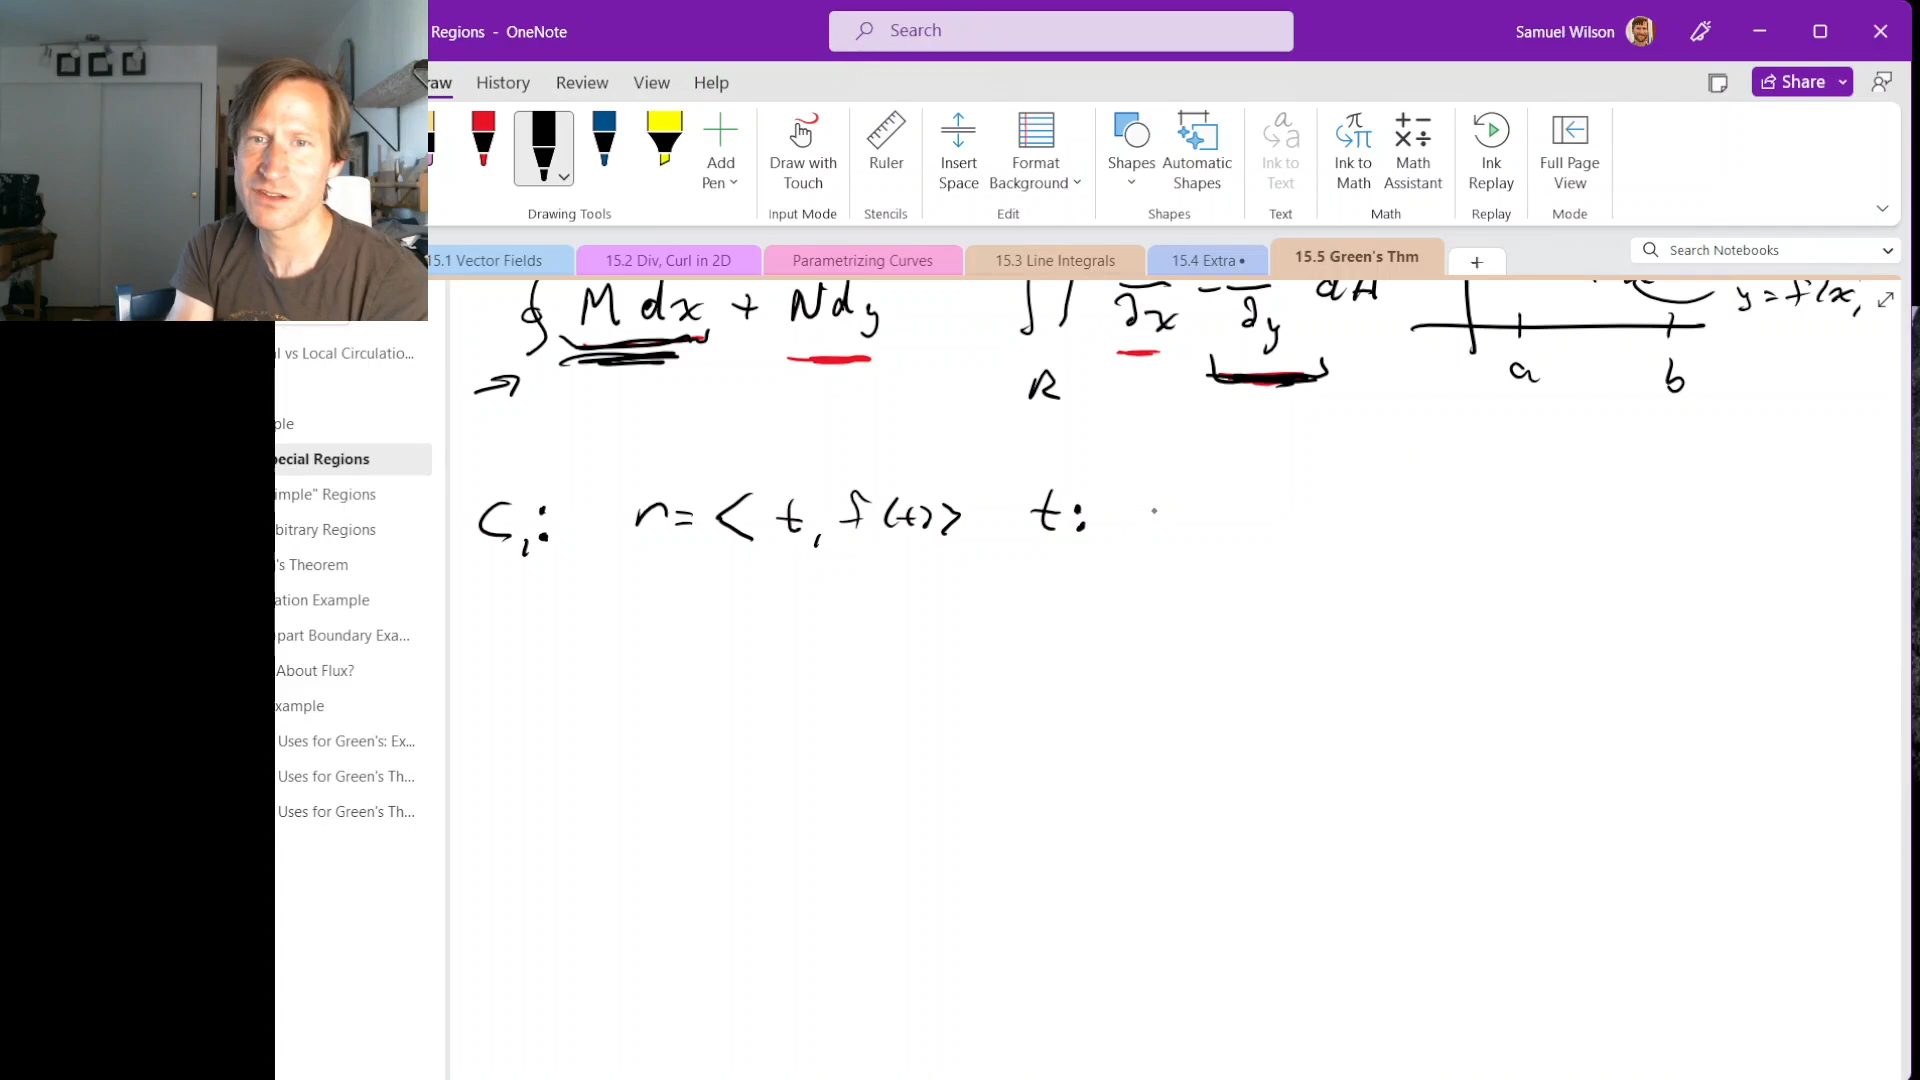 Regions - OneNote
Search
Samuel Wilson
raw History Review View Help
Share
Add Pen
Draw with Touch
Ruler
Insert Space
Format Background
Shapes
Automatic Shapes
Ink to Text
Ink to Math
Math Assistant
Ink Replay
Full Page View
Drawing Tools
Input Mode
Stencils
Edit
Shapes
Text
Math
Replay
Mode
15.1 Vector Fields
15.2 Div, Curl in 2D
Parametrizing Curves
15.3 Line Integrals
15.4 Extra •
15.5 Green's Thm
+
Search Notebooks
∮ M dx + N dy
∬ ∂x - ∂y dA
R
y = f(x,
a
b
al vs Local Circulatio...
ple
pecial Regions
imple" Regions
bitrary Regions
's Theorem
ation Example
part Boundary Exa...
About Flux?
xample
Uses for Green's: Ex...
Uses for Green's Th...
Uses for Green's Th...
C₁: r = < t, f(t) > t: